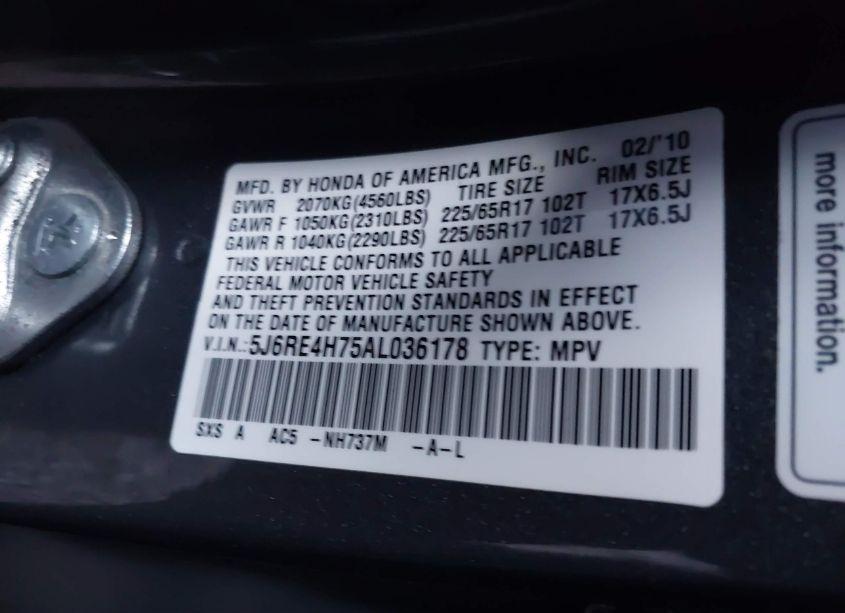 MFD. BY HONDA OF AMERICA MFG., INC. 02/'10
GVWR 2070KG(4560LBS) TIRE SIZE RIM SIZE
GAWR F 1050KG(2310LBS) 225/65R17 102T 17X6.5J
GAWR R 1040KG(2290LBS) 225/65R17 102T 17X6.5J
THIS VEHICLE CONFORMS TO ALL APPLICABLE
FEDERAL MOTOR VEHICLE SAFETY
AND THEFT PREVENTION STANDARDS IN EFFECT
ON THE DATE OF MANUFACTURE SHOWN ABOVE.
V.I.N.:5J6RE4H75AL036178 TYPE: MPV
SXS A AC5 -NH737M -A-L
more information.